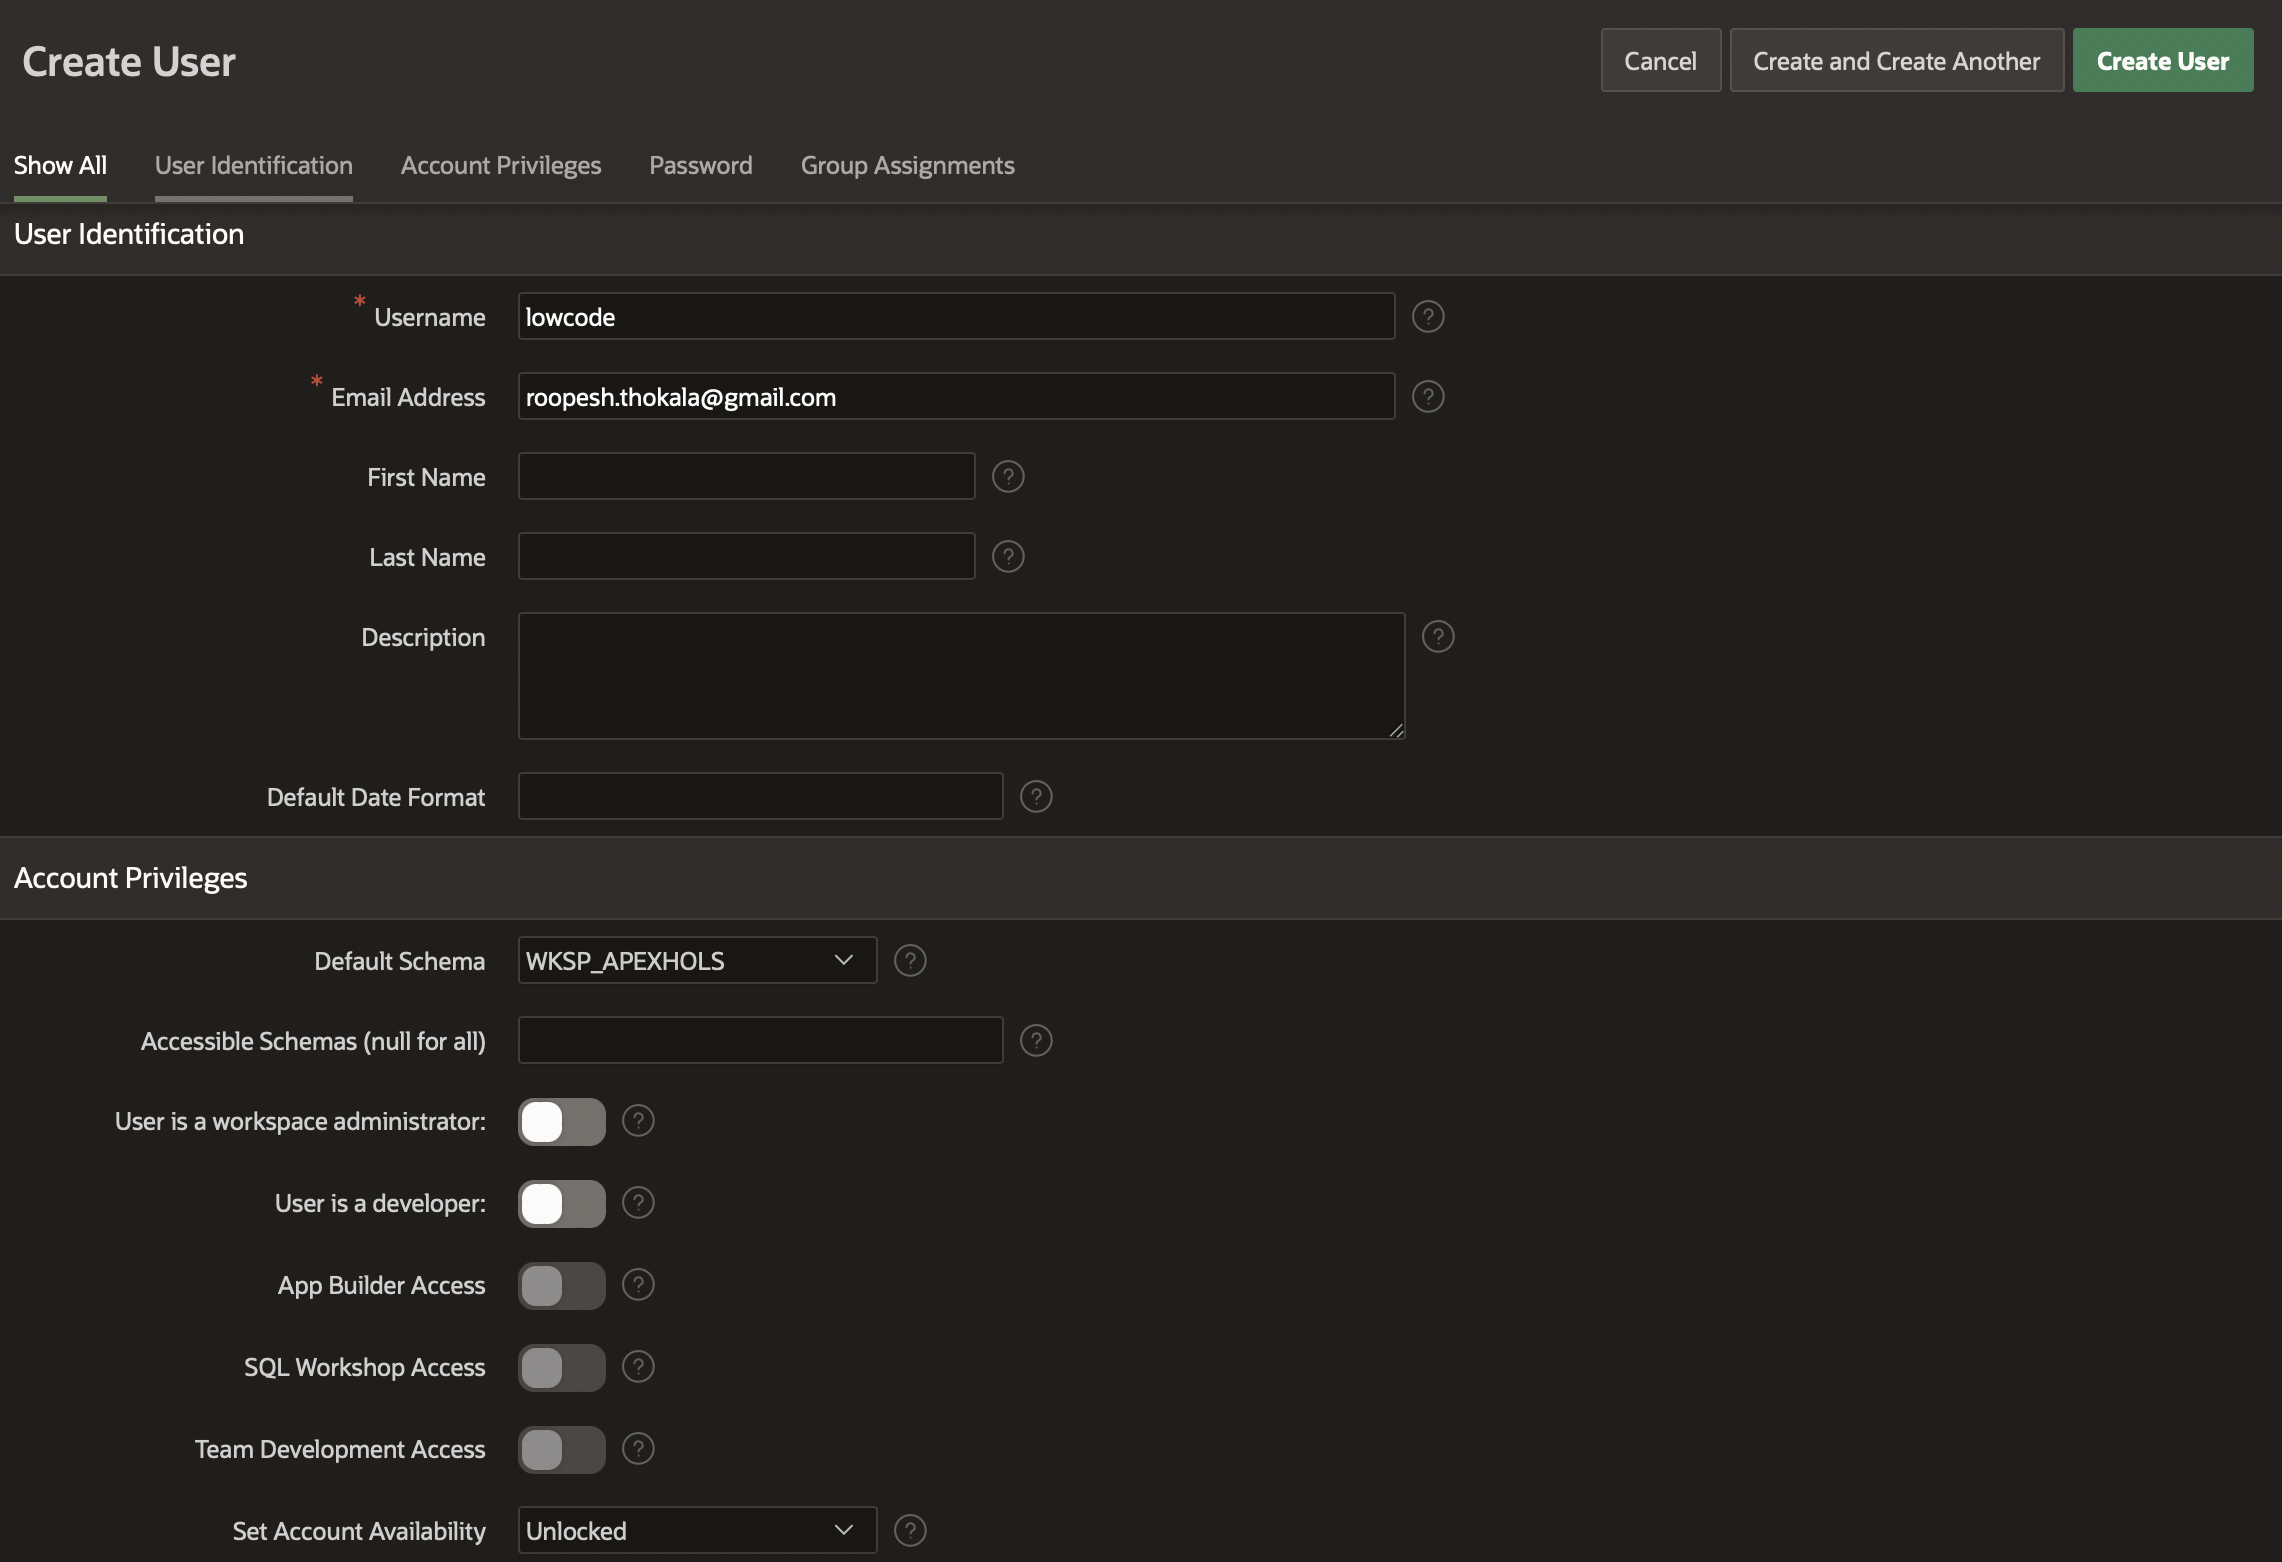 Create User
Cancel
Create and Create Another
Create User
Show All
User Identification
Account Privileges
Password
Group Assignments
User Identification
* Username
lowcode
?
* Email Address
roopesh.thokala@gmail.com
?
First Name
?
Last Name
?
Description
?
Default Date Format
?
Account Privileges
Default Schema
WKSP_APEXHOLS
?
Accessible Schemas (null for all)
?
User is a workspace administrator:
?
User is a developer:
?
App Builder Access
?
SQL Workshop Access
?
Team Development Access
?
Set Account Availability
Unlocked
?